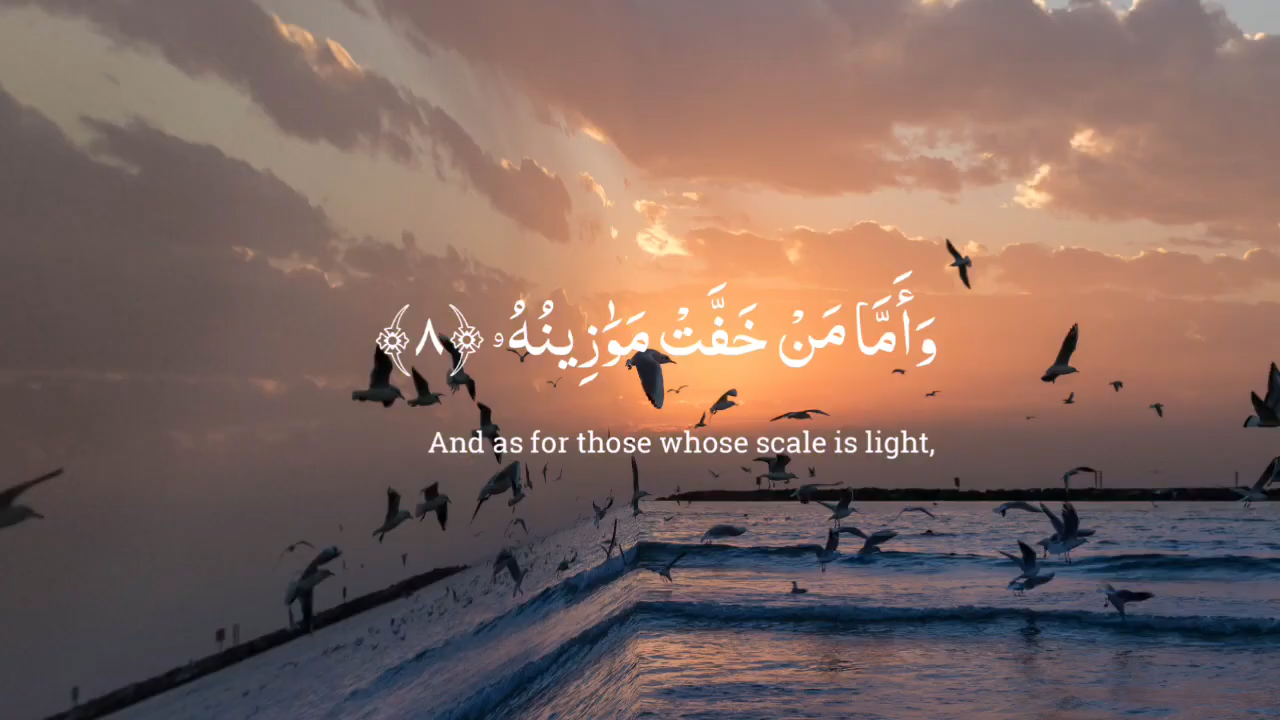 وَأَمَّا مَنْ خَفَّتْ مَوَٰزِينُهُۥ ﴿٨﴾
And as for those whose scale is light,